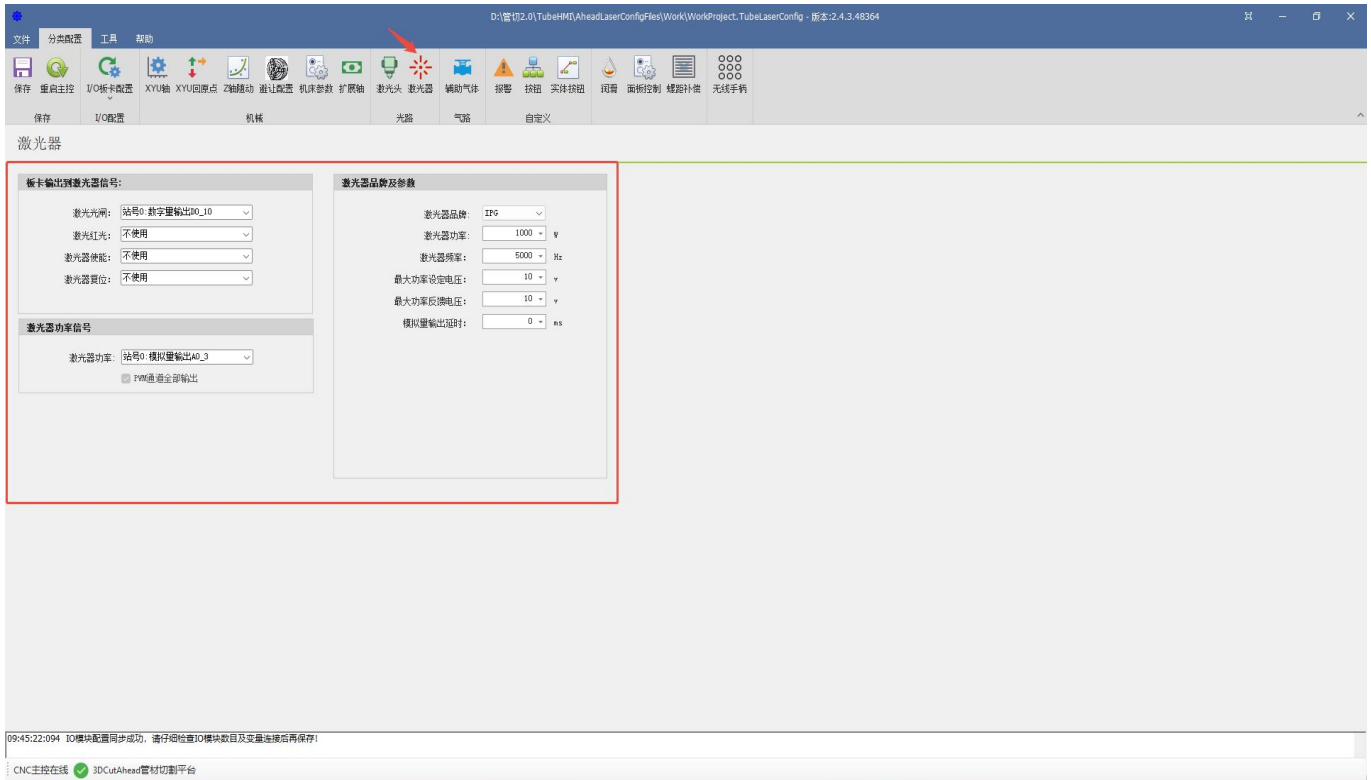 D:\管切2.0\TubeHMI\AheadLaserConfigFiles\Work\WorkProject.TubeLaserConfig - 版本:2.4.3.48364
文件 分类配置 工具 帮助
保存 重启主控 I/O板卡配置 XYU轴 XYU回原点 Z轴随动 避让配置 机床参数 扩展轴 激光头 激光器 辅助气体 报警 按钮 实体按钮 润滑 面板控制 螺距补偿 无线手柄
保存 I/O配置 机械 光路 气路 自定义
激光器
板卡输出到激光器信号:
激光光闸: 站号0:数字量输出DO_10
激光红光: 不使用
激光器使能: 不使用
激光器复位: 不使用
激光器功率信号
激光器功率: 站号0:模拟量输出AO_3
PWM通道全部输出
激光器品牌及参数
激光器品牌: IPG
激光器功率: 1000 W
激光器频率: 5000 Hz
最大功率设定电压: 10 v
最大功率反馈电压: 10 v
模拟量输出延时: 0 ms
09:45:22:094 IO模块配置同步成功, 请仔细检查IO模块数目及变量连接后再保存!
CNC主控在线 3DCutAhead管材切割平台